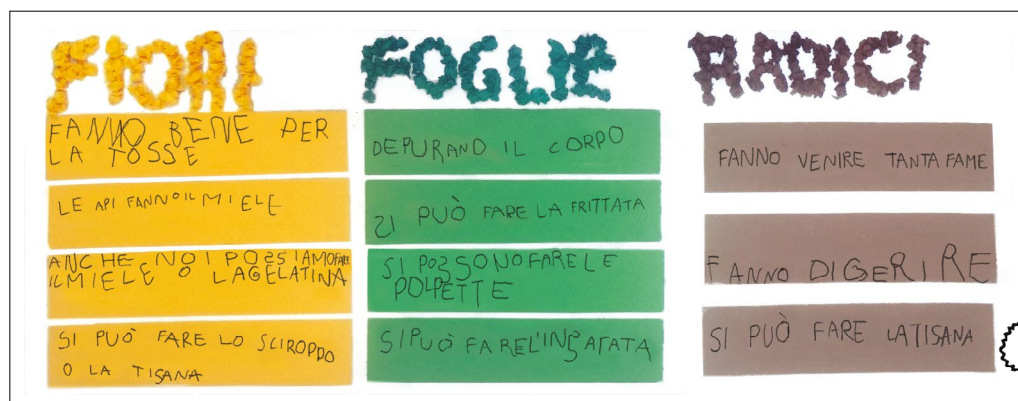 FIORI
FANNO BENE PER
LA TOSSE
LE API FANNO IL MIELE
ANCHE NOI POSSIAMO FARE
IL MIELE O LA GELATINA
SI PUÒ FARE LO SCIROPPO
O LA TISANA
FOGLIE
DEPURANO IL CORPO
SI PUÒ FARE LA FRITTATA
SI POSSONO FARE LE
POLPETTE
SI PUÒ FARE L'INSALATA
RADICI
FANNO VENIRE TANTA FAME
FANNO DIGERIRE
SI PUÒ FARE LA TISANA